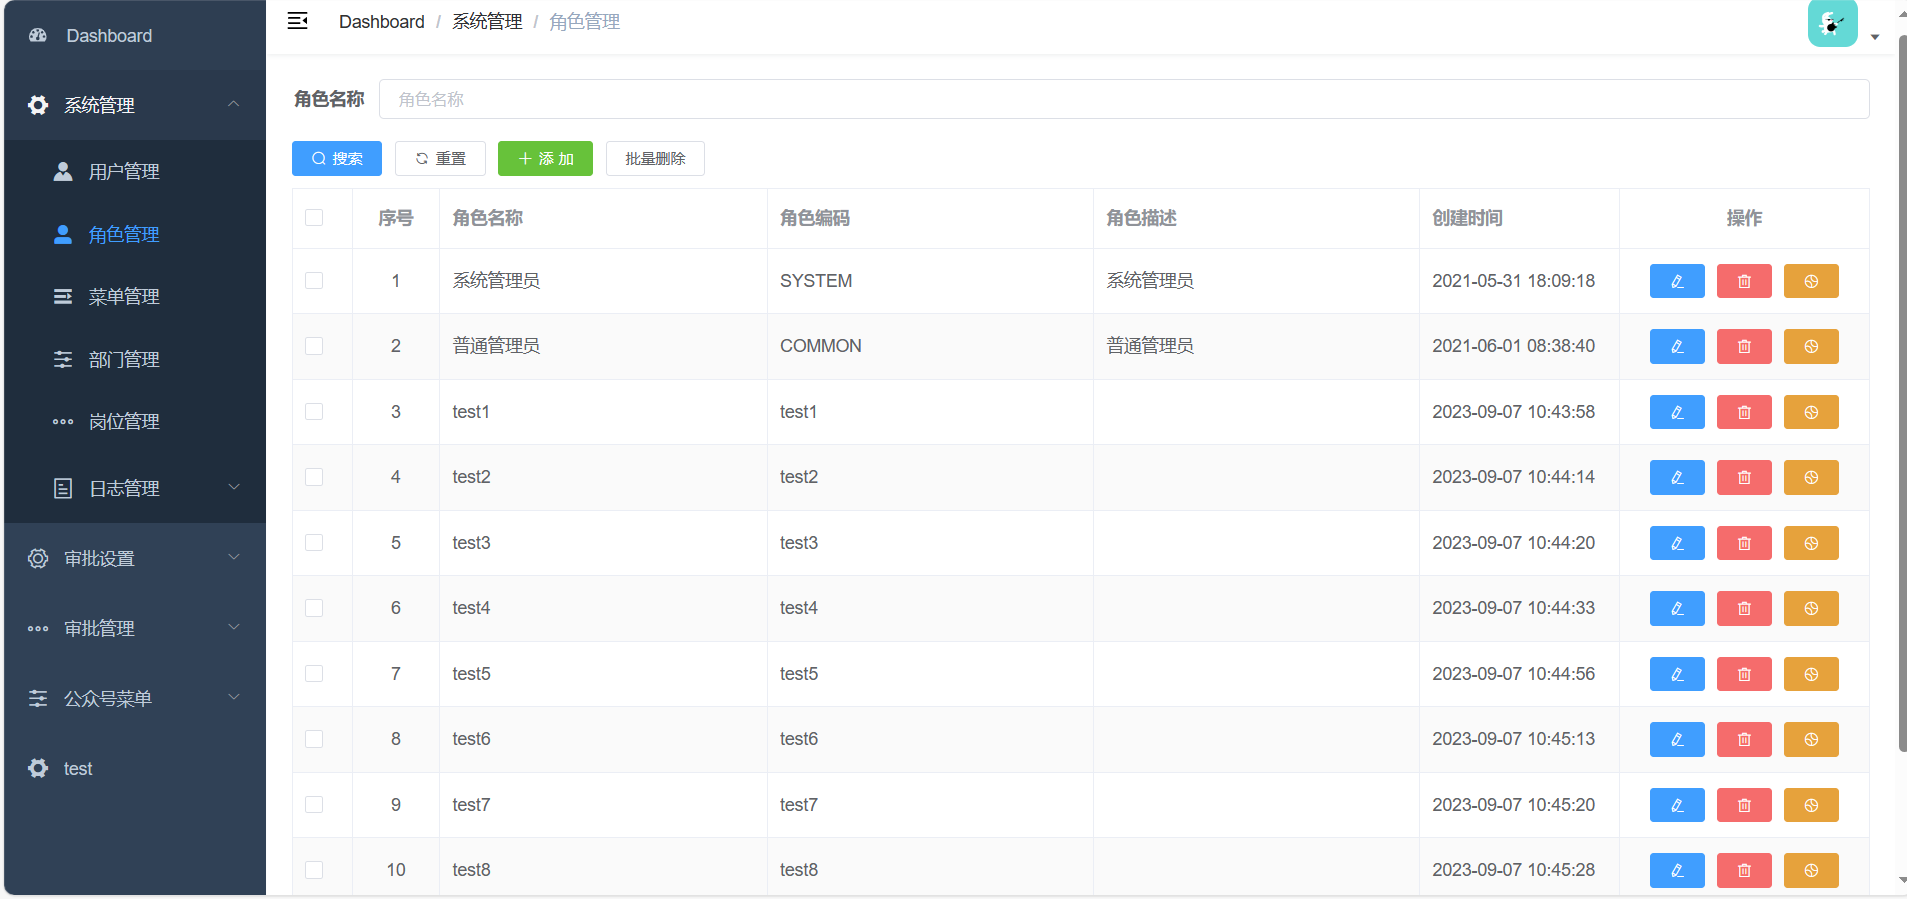 Dashboard
系统管理
用户管理
角色管理
菜单管理
部门管理
岗位管理
日志管理
审批设置
审批管理
公众号菜单
test
Dashboard / 系统管理 / 角色管理
角色名称 角色名称
搜索 重置 添 加 批量删除
序号 角色名称 角色编码 角色描述 创建时间 操作
1 系统管理员 SYSTEM 系统管理员 2021-05-31 18:09:18
2 普通管理员 COMMON 普通管理员 2021-06-01 08:38:40
3 test1 test1 2023-09-07 10:43:58
4 test2 test2 2023-09-07 10:44:14
5 test3 test3 2023-09-07 10:44:20
6 test4 test4 2023-09-07 10:44:33
7 test5 test5 2023-09-07 10:44:56
8 test6 test6 2023-09-07 10:45:13
9 test7 test7 2023-09-07 10:45:20
10 test8 test8 2023-09-07 10:45:28